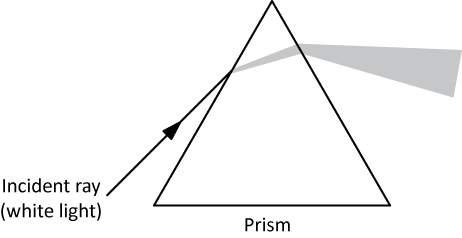 Incident ray
(white light)
Prism